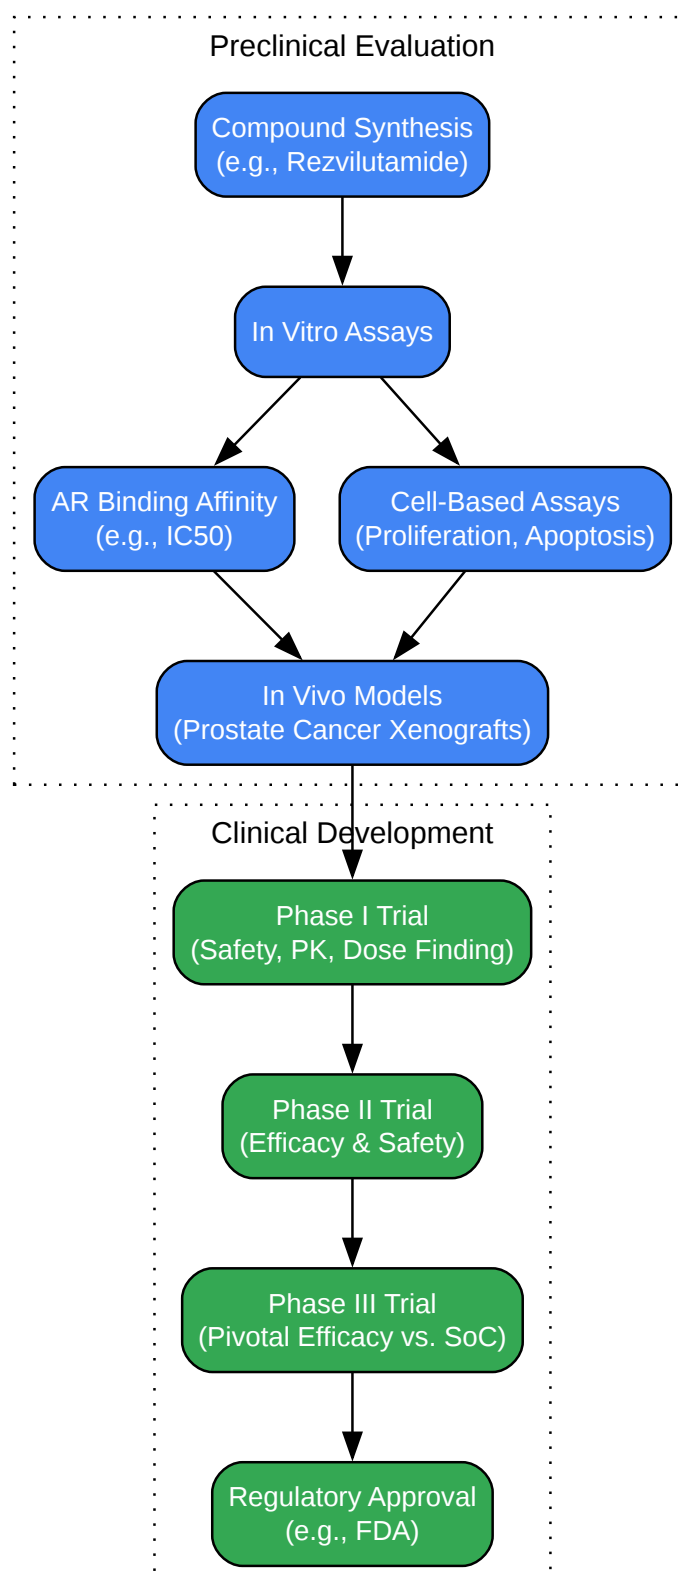 Preclinical Evaluation
Compound Synthesis
(e.g., Rezvilutamide)
In Vitro Assays
AR Binding Affinity
(e.g., IC50)
Cell-Based Assays
(Proliferation, Apoptosis)
In Vivo Models
(Prostate Cancer Xenografts)
Clinical Development
Phase I Trial
(Safety, PK, Dose Finding)
Phase II Trial
(Efficacy & Safety)
Phase III Trial
(Pivotal Efficacy vs. SoC)
Regulatory Approval
(e.g., FDA)